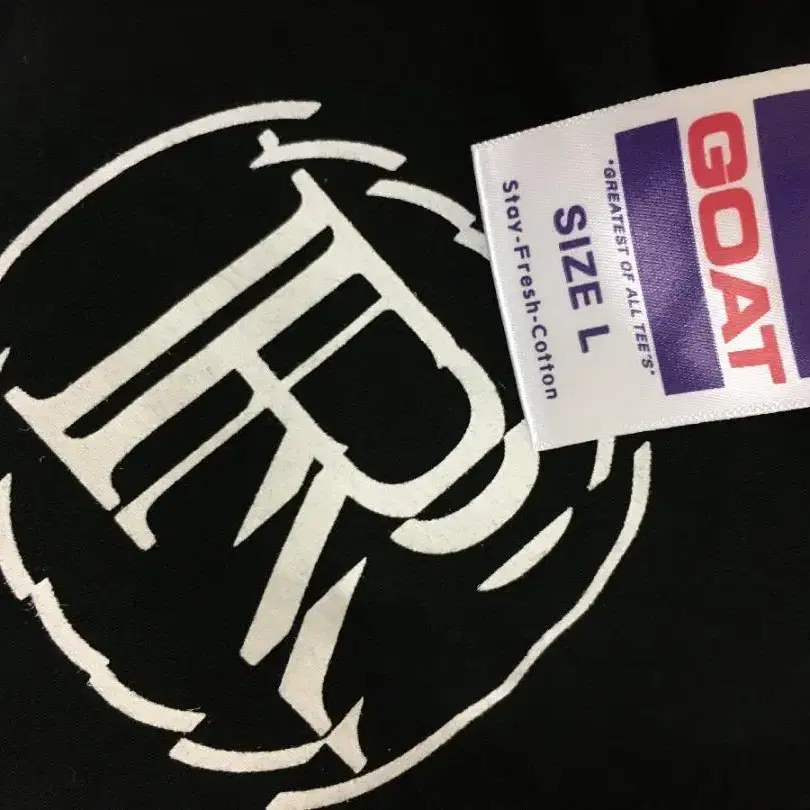 R
GOAT
"GREATEST OF ALL TEE'S"
SIZE L
Stay-Fresh-Cotton